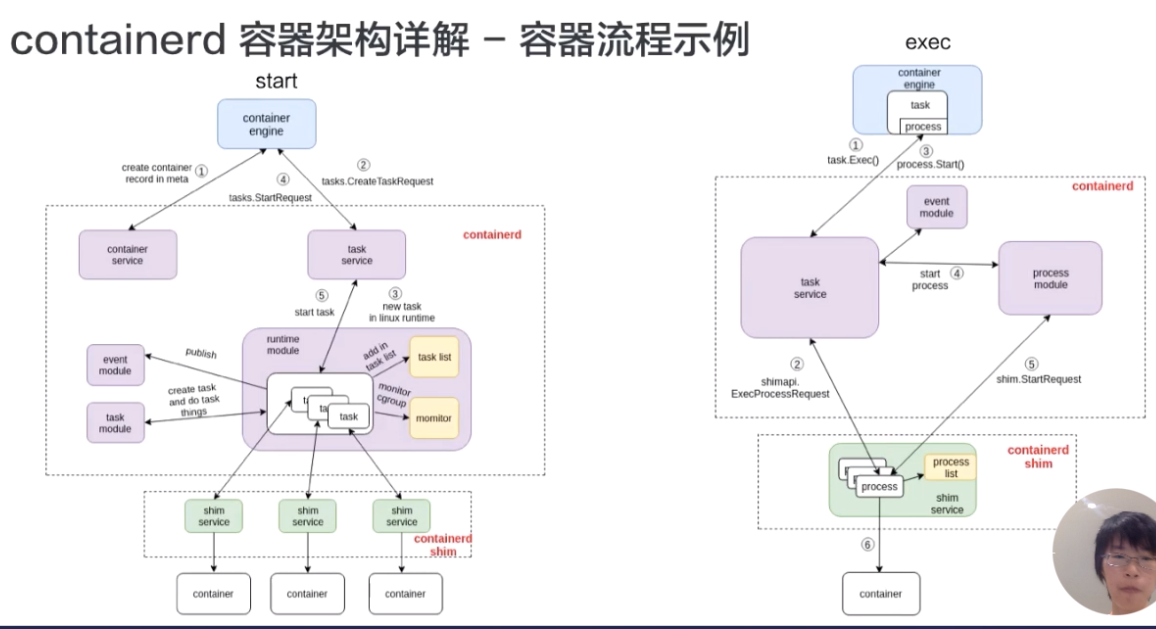 containerd 容器架构详解 – 容器流程示例
start
container
engine
create container
record in meta
①
②
tasks.CreateTaskRequest
④
tasks.StartRequest
containerd
container
service
task
service
⑤
start task
③
new task
in linux runtime
runtime
module
event
module
publish
add in
task list
task list
create task
and do task
things
monitor
cgroup
momitor
task
module
ta
task
shim
service
shim
service
shim
service
containerd
shim
container
container
container
exec
container
engine
task
process
①
task.Exec()
③
process.Start()
containerd
event
module
task
service
start
process
④
process
module
②
shimapi.
ExecProcessRequest
⑤
shim.StartRequest
containerd
shim
process
process
list
shim
service
⑥
container